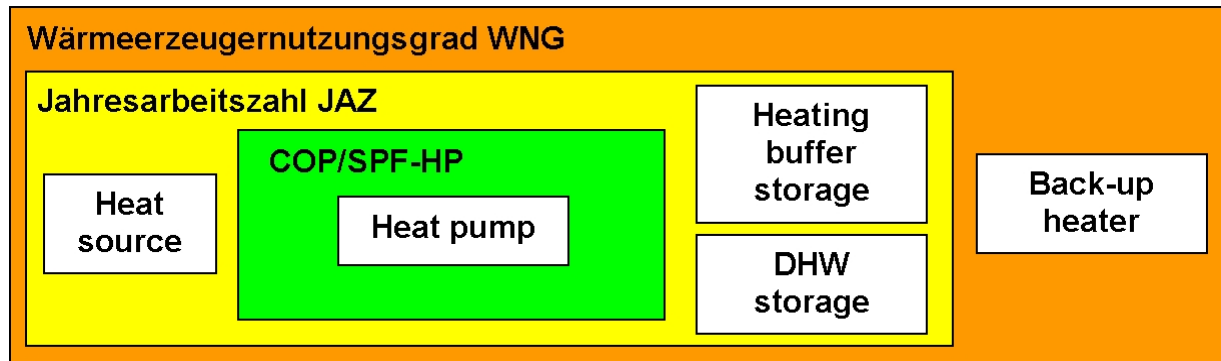 Wärmeerzeugernutzungsgrad WNG
Jahresarbeitszahl JAZ
COP/SPF-HP
Heat
source
Heat pump
Heating
buffer
storage
DHW
storage
Back-up
heater